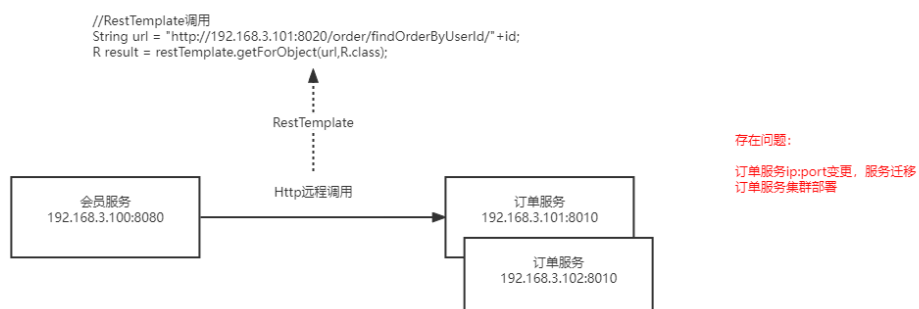 //RestTemplate调用
String url = "http://192.168.3.101:8020/order/findOrderByUserId/"+id;
R result = restTemplate.getForObject(url,R.class);
RestTemplate
存在问题:
订单服务ip:port变更，服务迁移
订单服务集群部署
Http远程调用
会员服务
192.168.3.100:8080
订单服务
192.168.3.101:8010
订单服务
192.168.3.102:8010